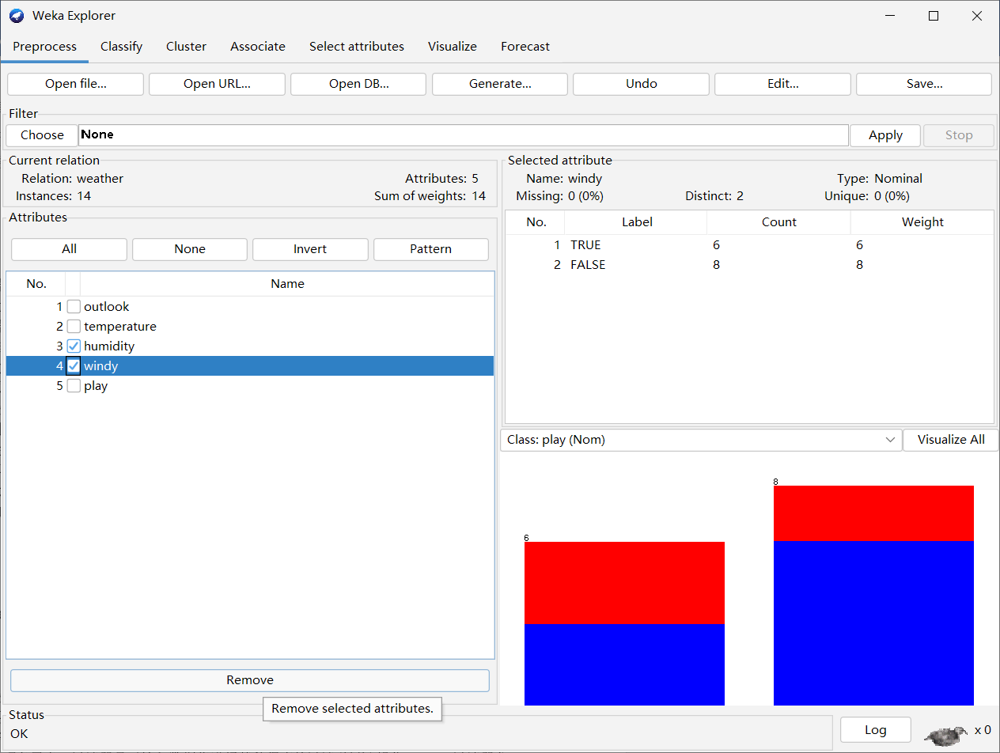 Weka Explorer
Preprocess Classify Cluster Associate Select attributes Visualize Forecast
Open file... Open URL... Open DB... Generate... Undo Edit... Save...
Filter
Choose None Apply Stop
Current relation
Relation: weather Attributes: 5
Instances: 14 Sum of weights: 14
Attributes
All None Invert Pattern
No. Name
1 outlook
2 temperature
3 humidity
4 windy
5 play
Remove
Remove selected attributes.
Selected attribute
Name: windy Type: Nominal
Missing: 0 (0%) Distinct: 2 Unique: 0 (0%)
No. Label Count Weight
1 TRUE 6 6
2 FALSE 8 8
Class: play (Nom) Visualize All
8
6
Status
OK
Log x 0